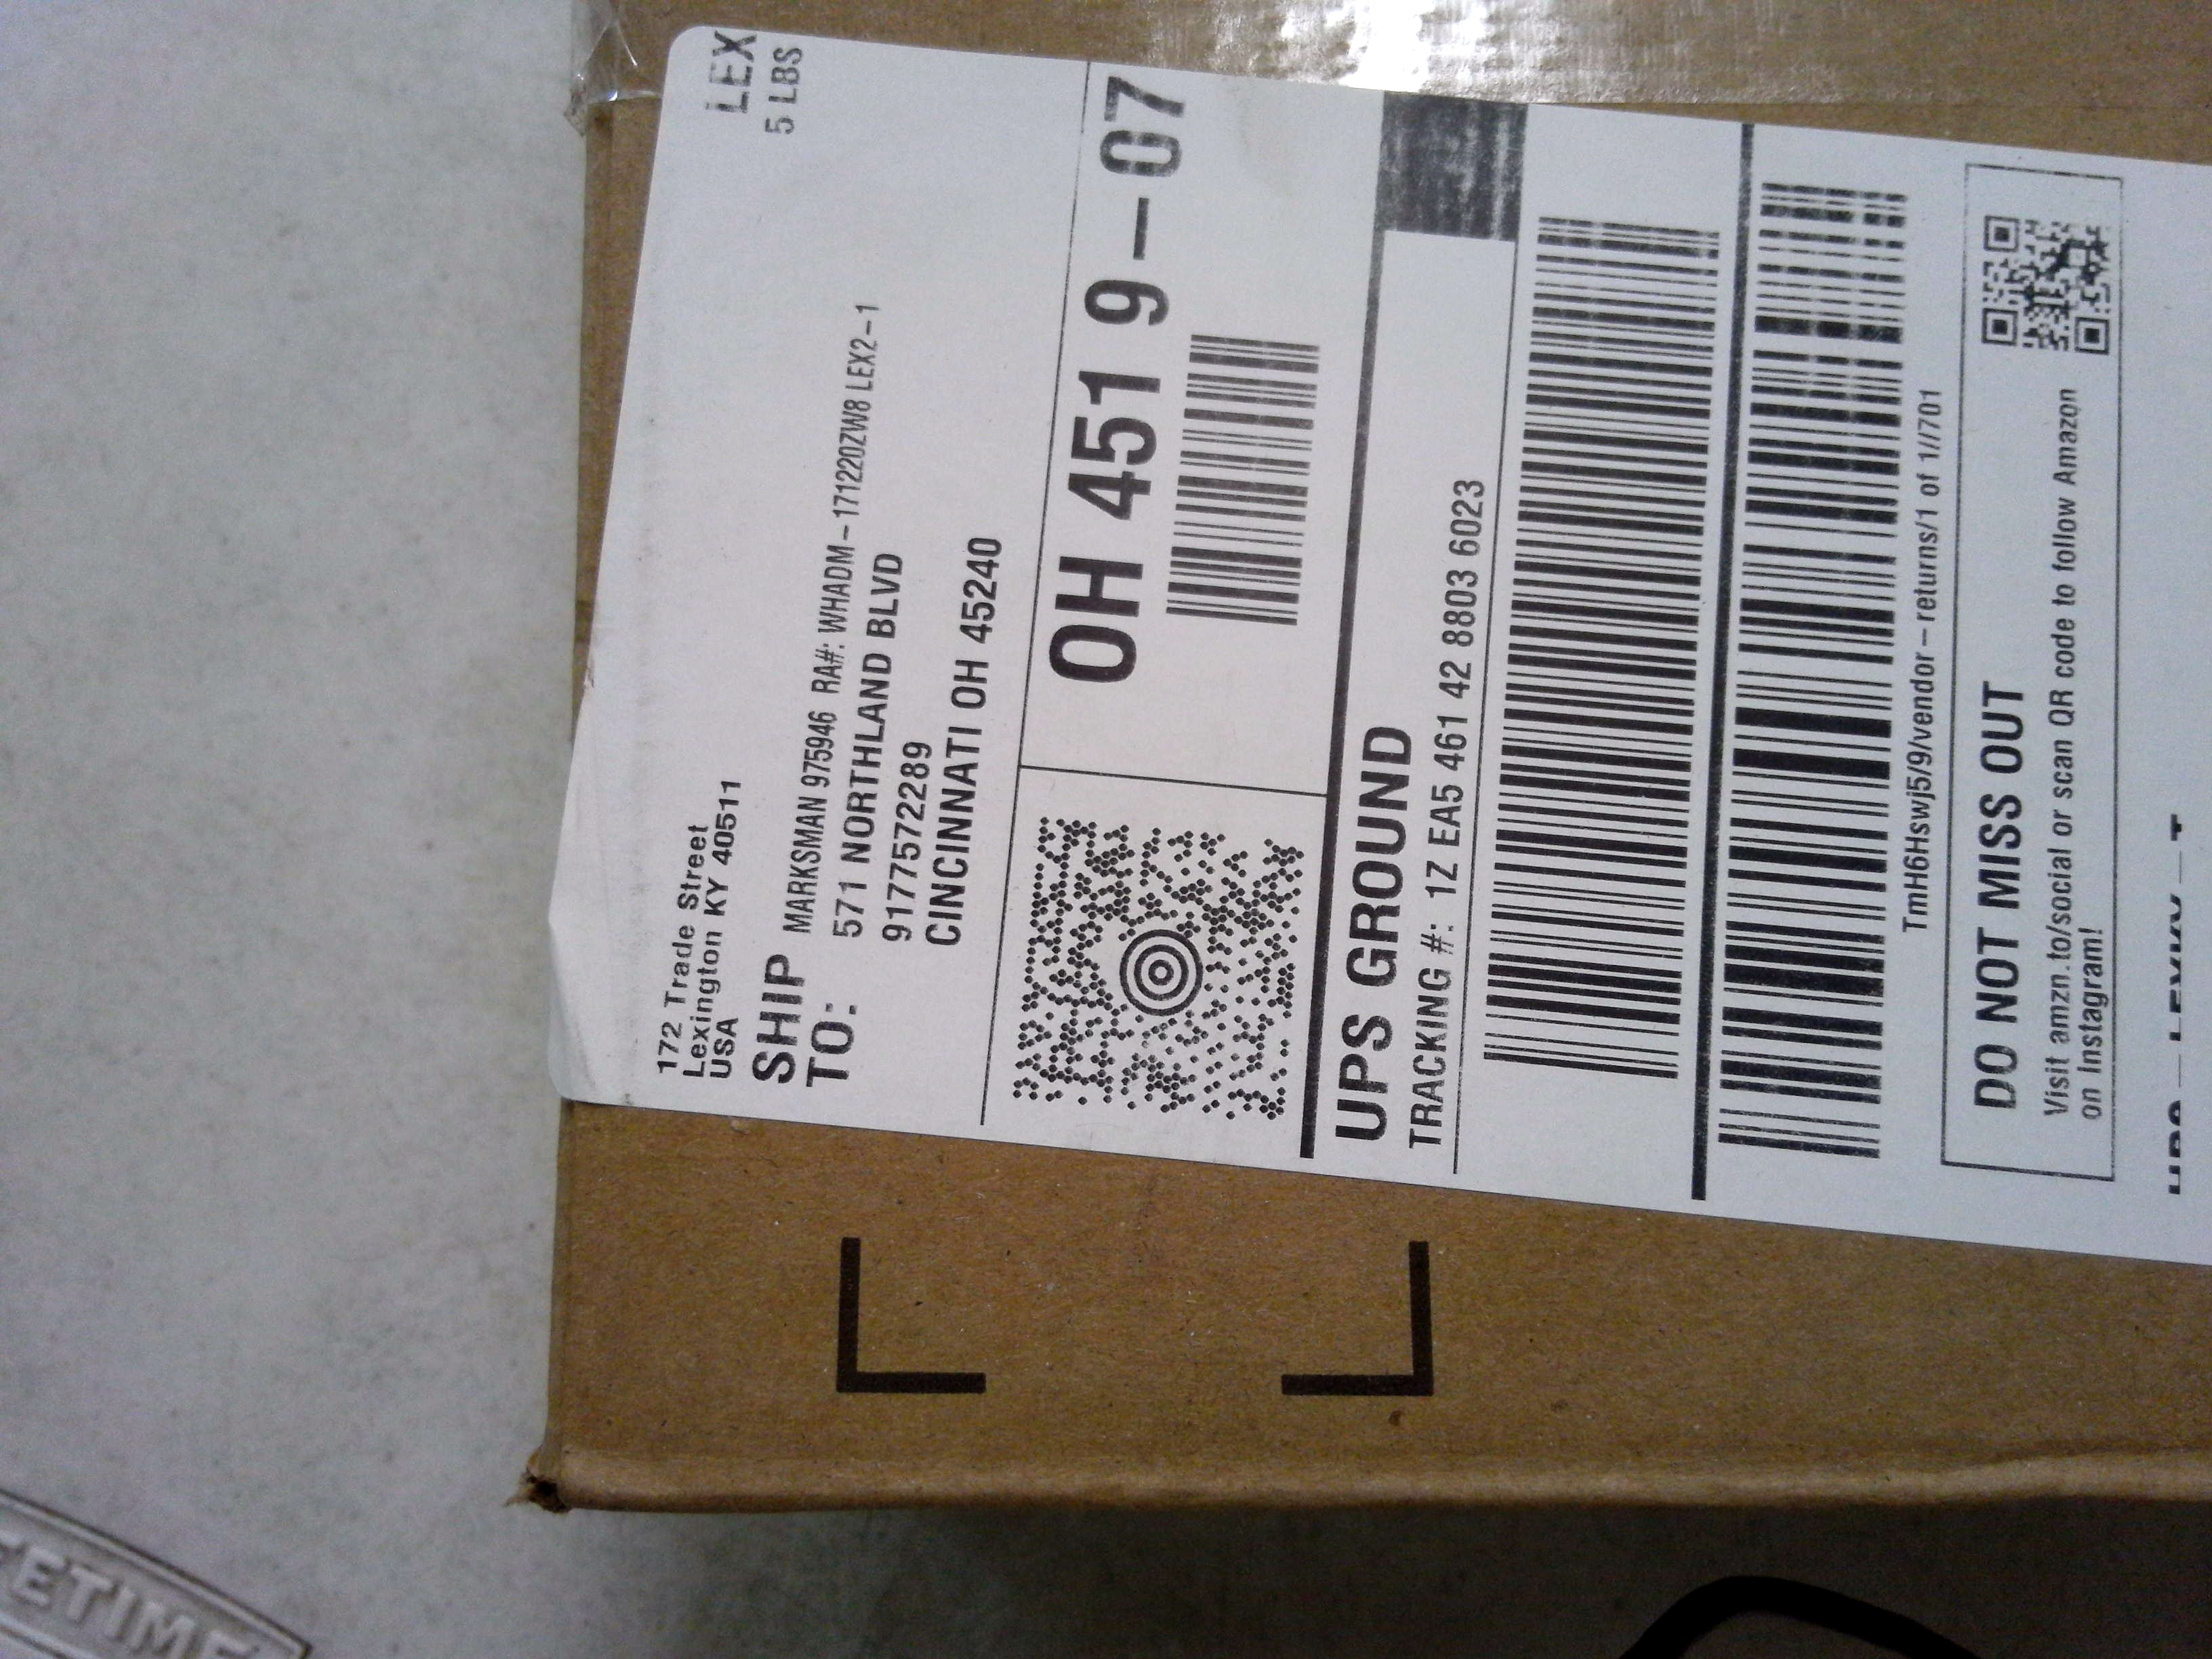 LEX
5 LBS
172 Trade Street
Lexington KY 40511
USA
SHIP
TO:
MARKSMAN 975946 RA#: WHADM-171220ZW8 LEX2-1
571 NORTHLAND BLVD
9177572289
CINCINNATI OH 45240
OH 451 9-07
UPS GROUND
TRACKING #: 1Z EA5 461 42 8803 6023
TmH6Hswj5/9/vendor-returns/1 of 1//701
DO NOT MISS OUT
Visit amzn.to/social or scan QR code to follow Amazon
on Instagram!